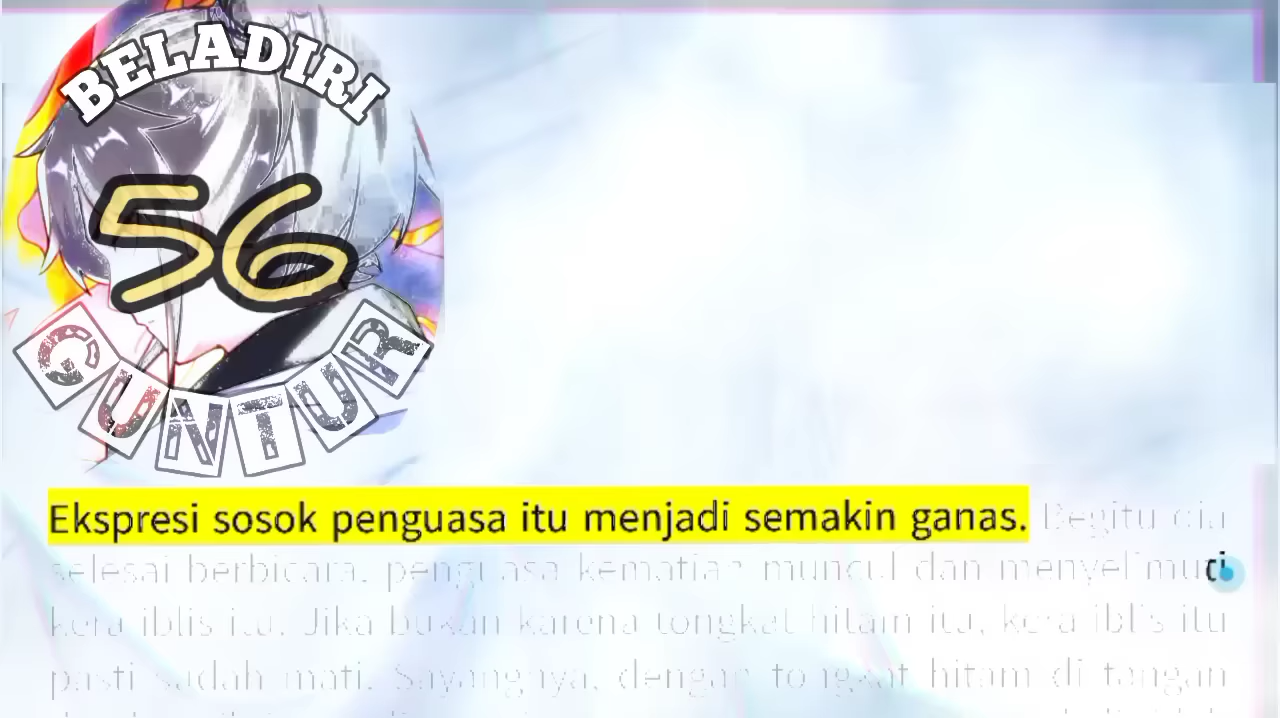 BELADIRI
56
GUNTUR
Ekspresi sosok penguasa itu menjadi semakin ganas. Begitu dia
selesai berbicara, penguasa kematian muncul dan menyelimuti
kera iblis itu. Jika bukan karena tongkat hitam itu, kera iblis itu
pasti sudah mati. Sayangnya, dengan tongkat hitam di tangan